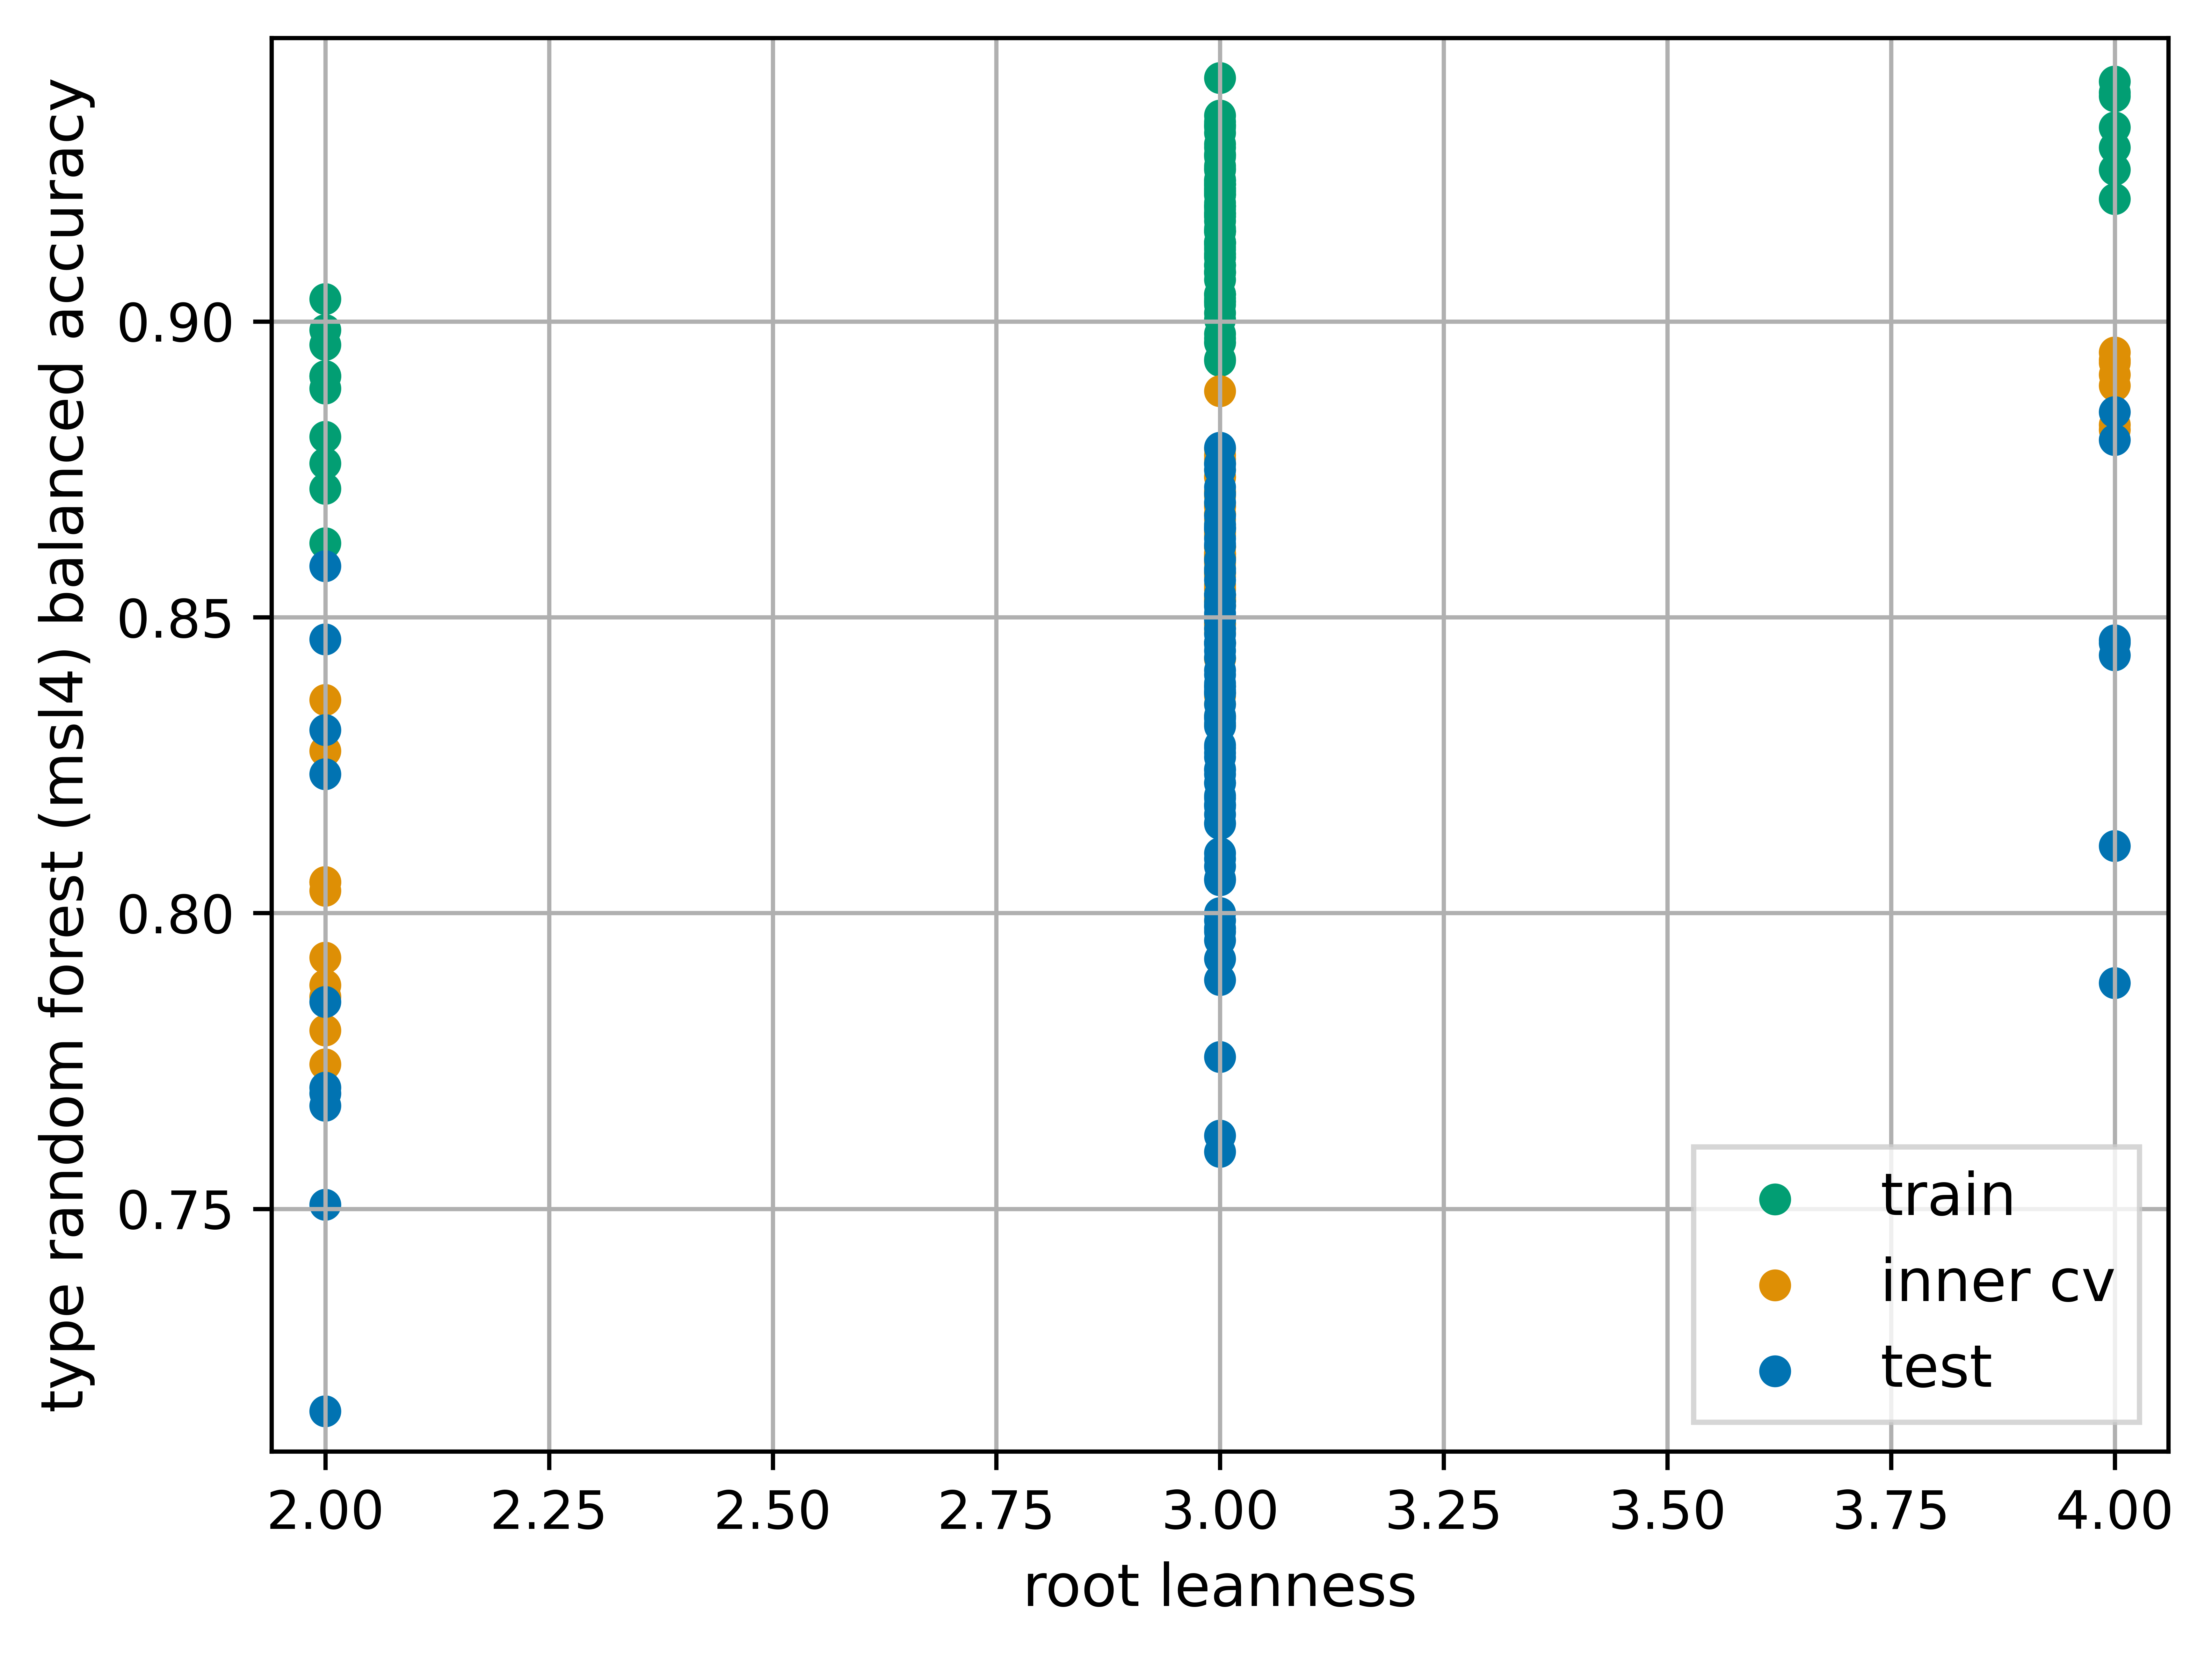 type random forest (msl4) balanced accuracy
0.90
0.85
0.80
0.75
train
inner cv
test
2.00 2.25 2.50 2.75 3.00 3.25 3.50 3.75 4.00
root leanness